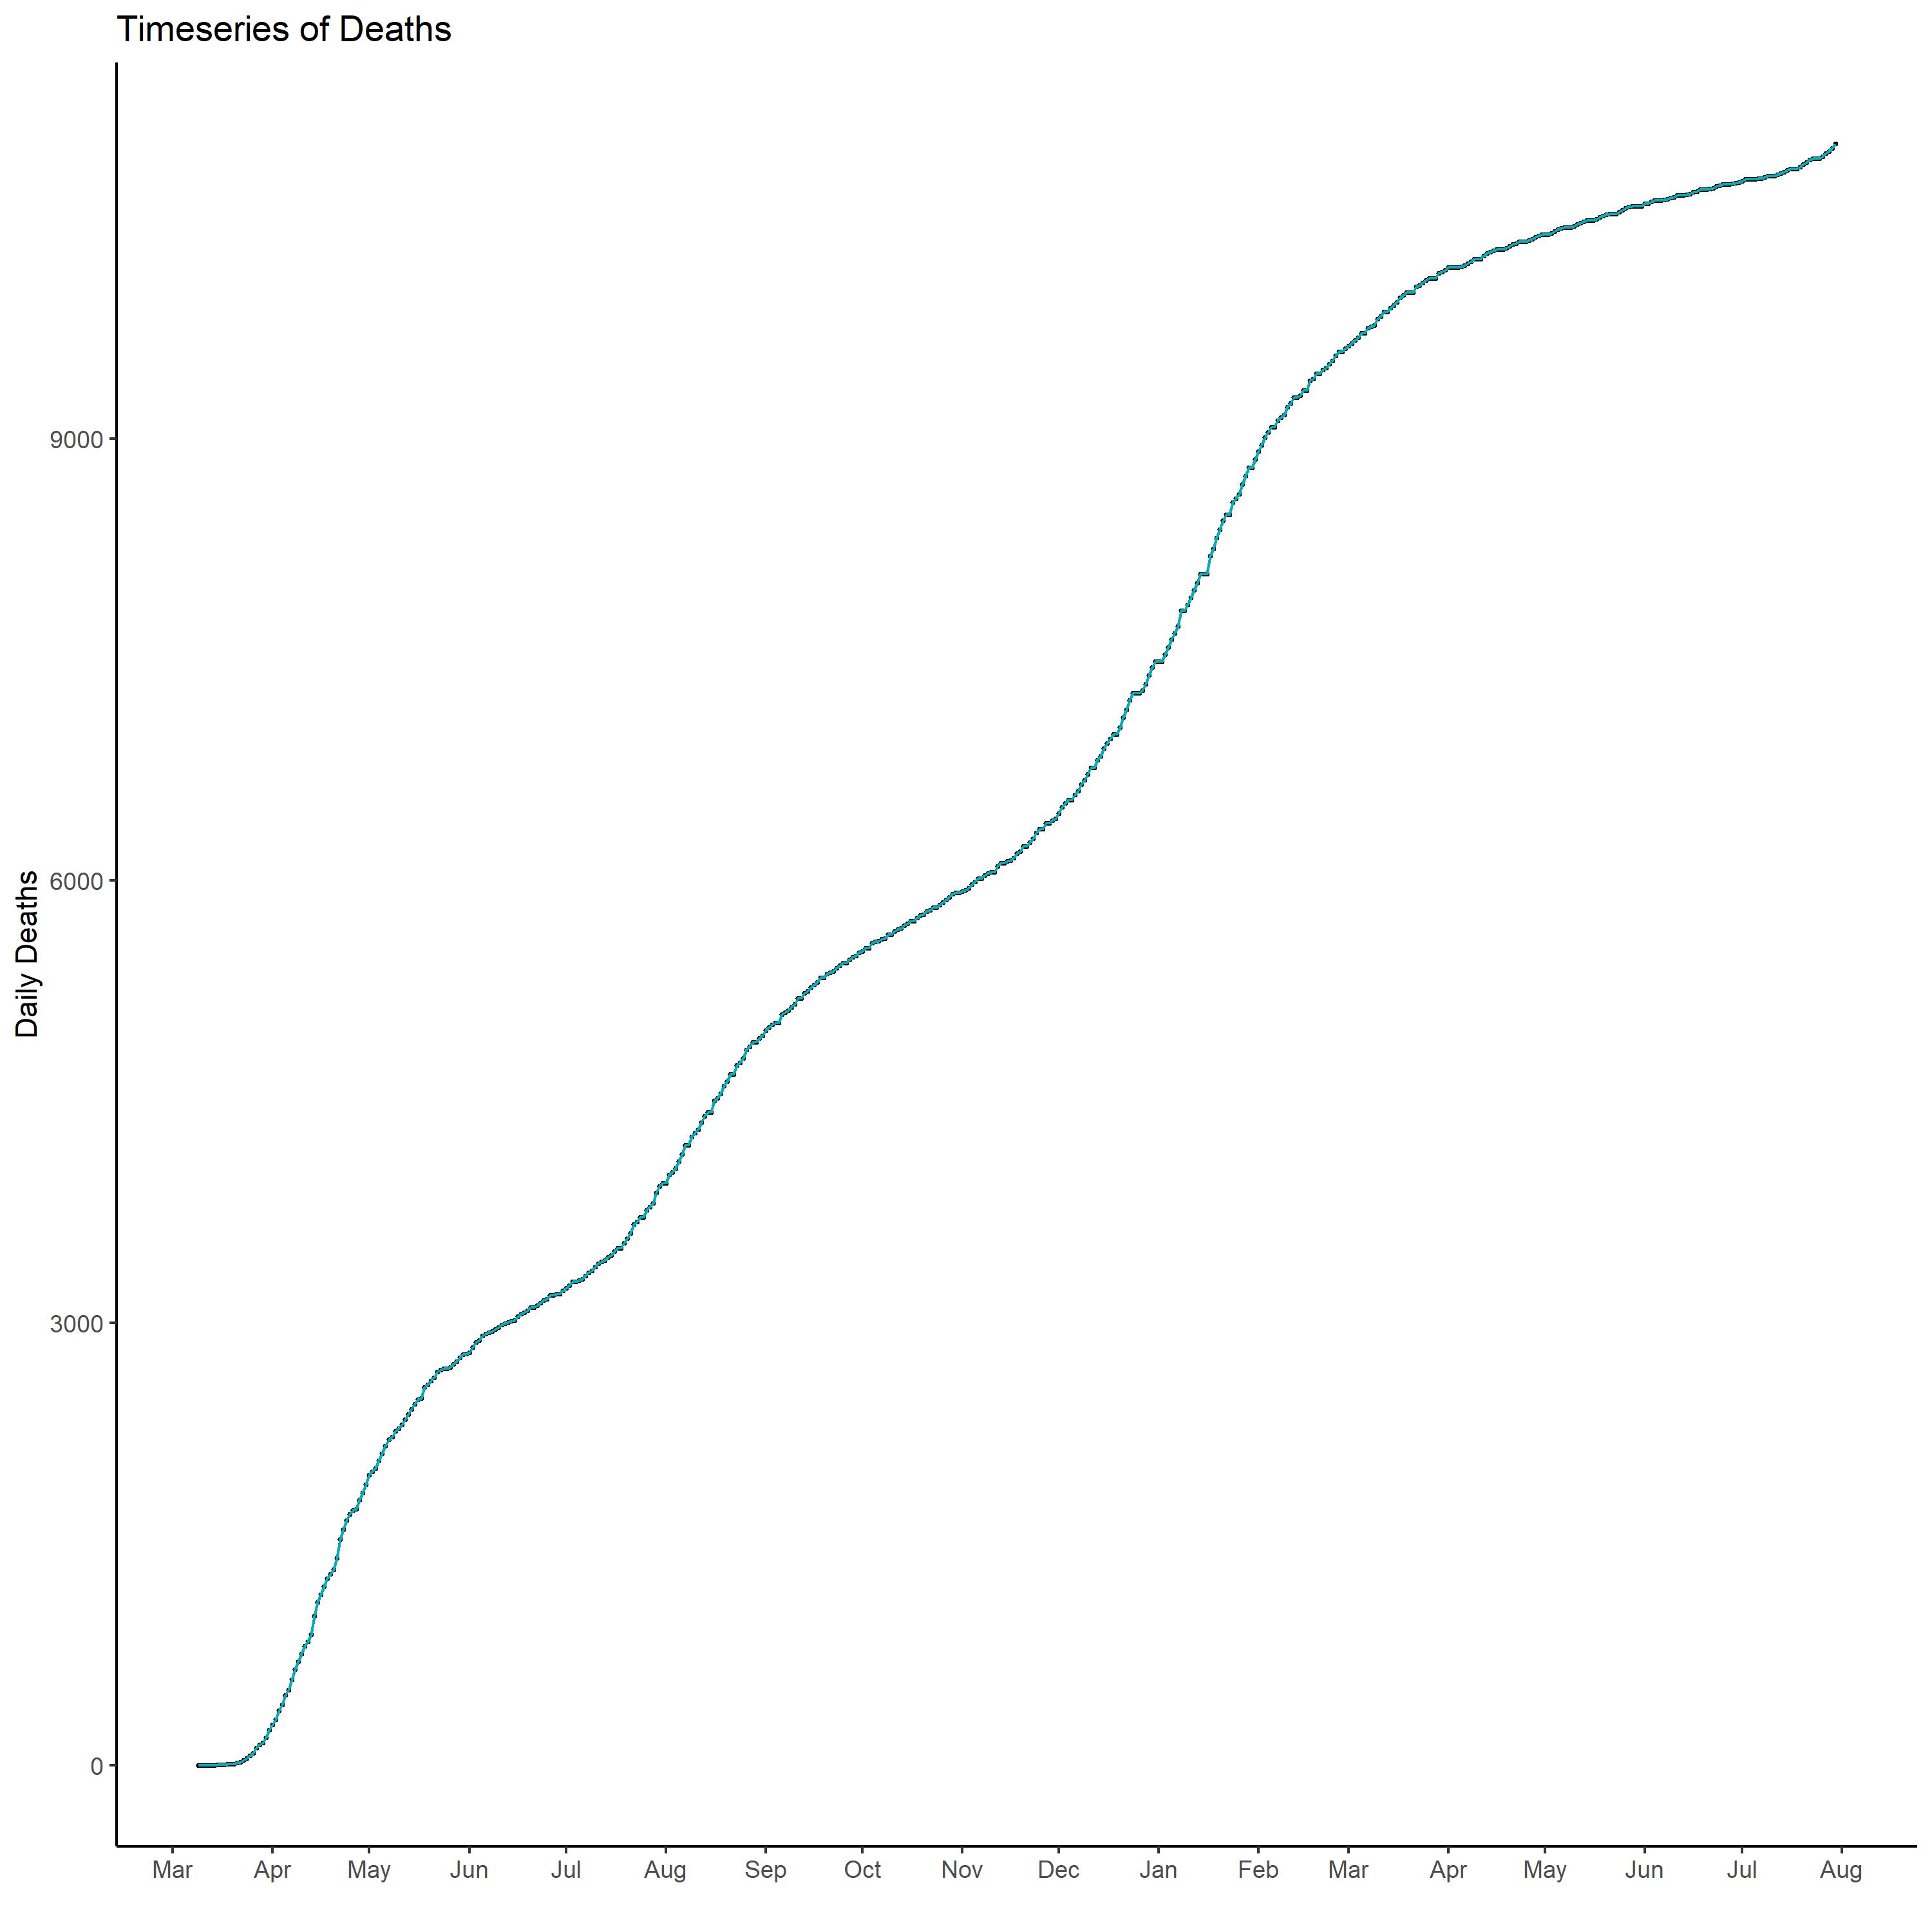 Timeseries of Deaths
Daily Deaths
9000
6000
3000
0
Mar Apr May Jun Jul Aug Sep Oct Nov Dec Jan Feb Mar Apr May Jun Jul Aug